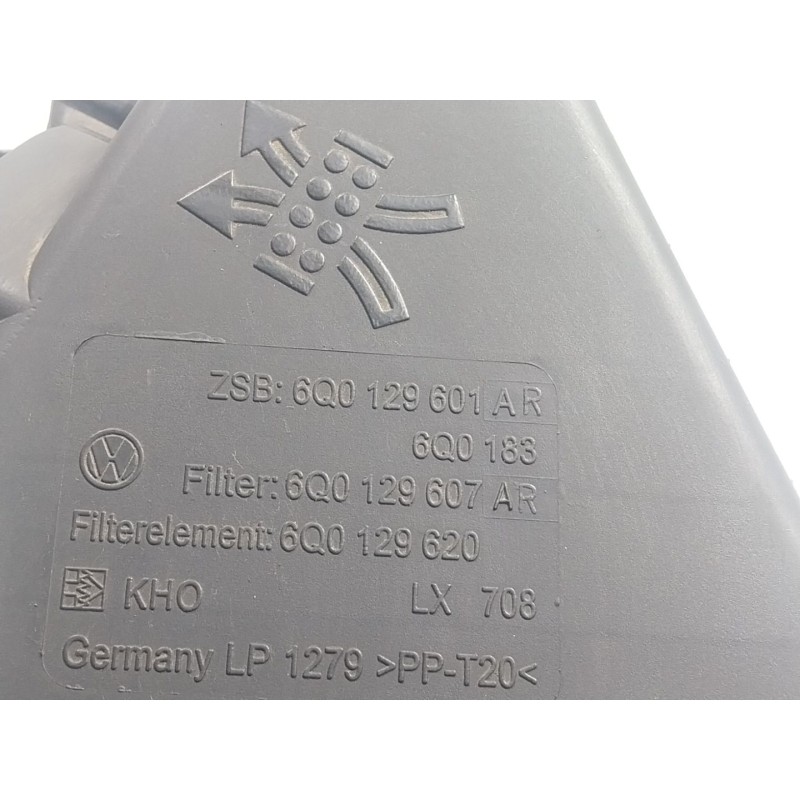 ZSB: 6Q0 129 601 AR
6Q0 183
Filter: 6Q0 129 607 AR
Filterelement: 6Q0 129 620
KHO LX 708
Germany LP 1279 >PP-T20<